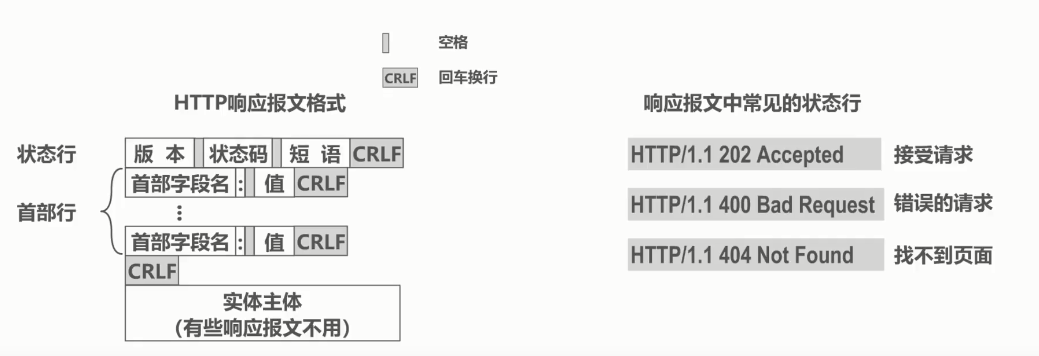 空格
CRLF 回车换行
HTTP响应报文格式
状态行 版 本 状态码 短 语 CRLF
首部行
首部字段名 : 值 CRLF
⋮
首部字段名 : 值 CRLF
CRLF
实体主体
(有些响应报文不用)
响应报文中常见的状态行
HTTP/1.1 202 Accepted 接受请求
HTTP/1.1 400 Bad Request 错误的请求
HTTP/1.1 404 Not Found 找不到页面